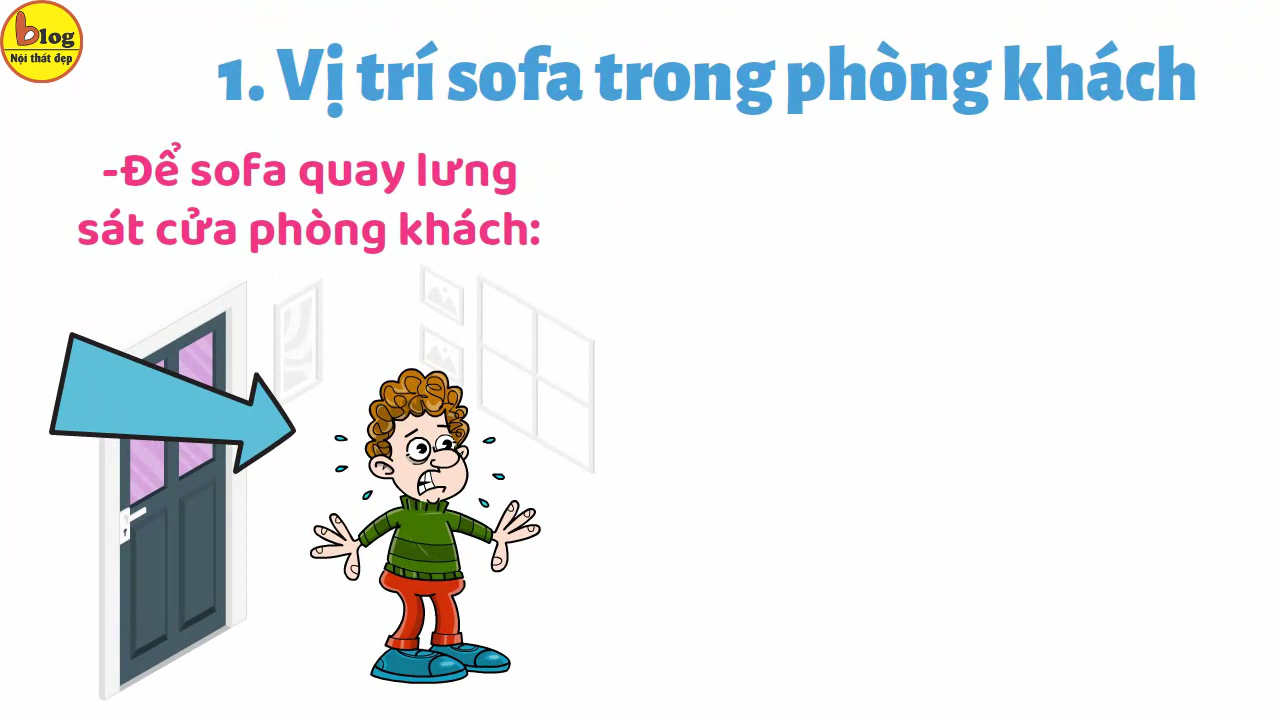 blog
Nội thất đẹp
1. Vị trí sofa trong phòng khách
-Để sofa quay lưng
sát cửa phòng khách: